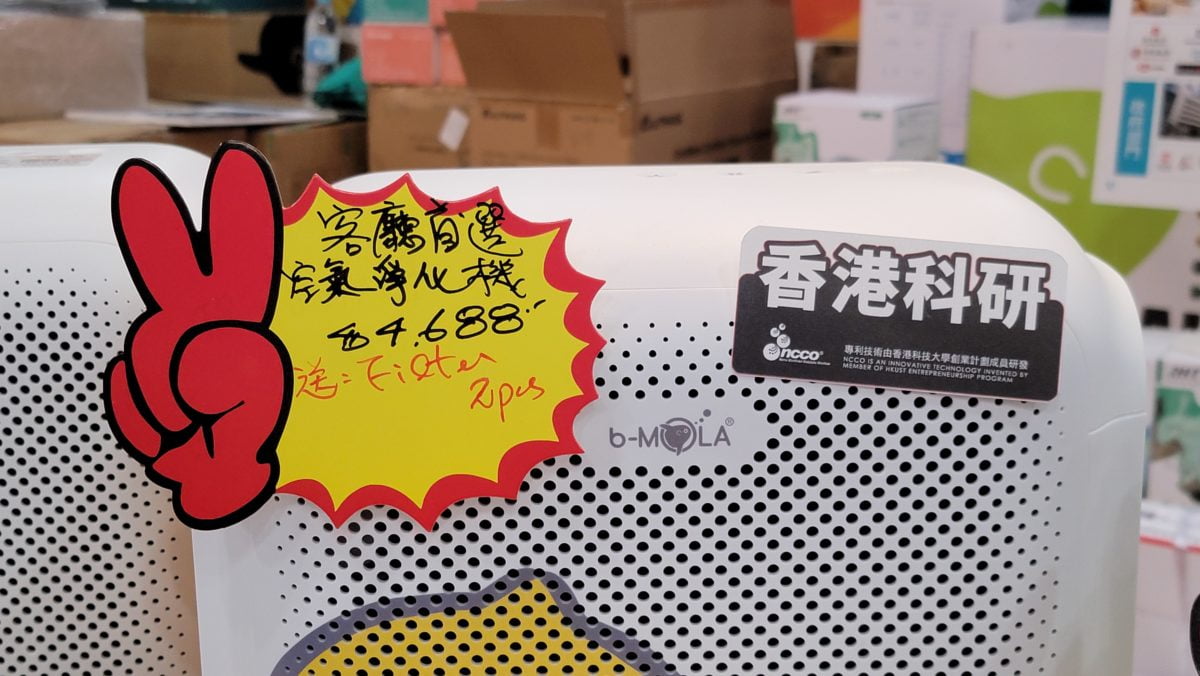 客廳首選
空氣淨化機
$4,688.-
送: Fister
2pcs
b-MOLA®
香港科研
ncco®
專利技術由香港科技大學創業計劃成員研發
NCCO IS AN INNOVATIVE TECHNOLOGY INVENTED BY
MEMBER OF HKUST ENTREPRENEURSHIP PROGRAM